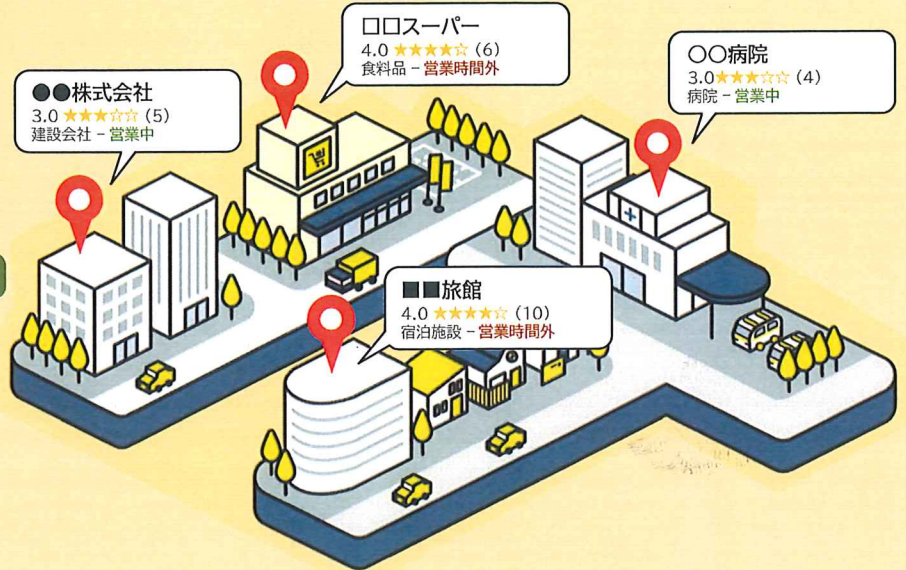 □□スーパー
4.0 ★★★★☆（6）
食料品 – 営業時間外
○○病院
3.0★★★☆☆（4）
病院 – 営業中
●●株式会社
3.0 ★★★☆☆（5）
建設会社 – 営業中
■■旅館
4.0 ★★★★☆（10）
宿泊施設 – 営業時間外